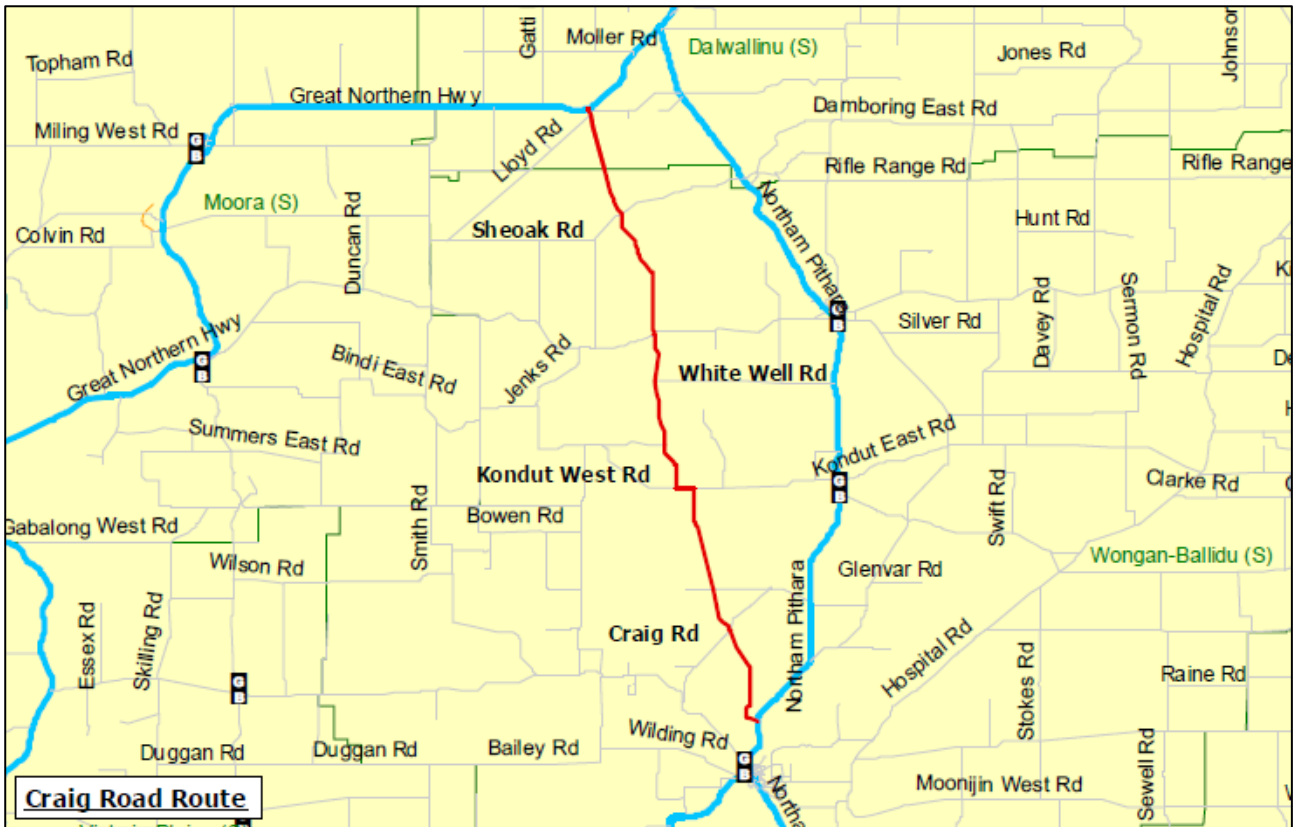 Gatti
Moller Rd
Dalwallinu (S)
Jones Rd
Johnson
Topham Rd
Great Northern Hwy
Damboring East Rd
Miling West Rd
Lloyd Rd
Rifle Range Rd
Rifle Range
Moora (S)
Duncan Rd
Northam Pithara
Hunt Rd
Colvin Rd
Sheoak Rd
Sermon Rd
Hospital Rd
Davey Rd
Silver Rd
Great Northern Hwy
Bindi East Rd
Jenks Rd
White Well Rd
Summers East Rd
Kondut East Rd
Kondut West Rd
Clarke Rd
Swift Rd
Smith Rd
Bowen Rd
Gabalong West Rd
Wilson Rd
Glenvar Rd
Wongan-Ballidu (S)
Essex Rd
Skilling Rd
Craig Rd
Northam Pithara
Hospital Rd
Stokes Rd
Raine Rd
Wilding Rd
Duggan Rd
Duggan Rd
Bailey Rd
Moonijin West Rd
Sewell Rd
Northa
Craig Road Route